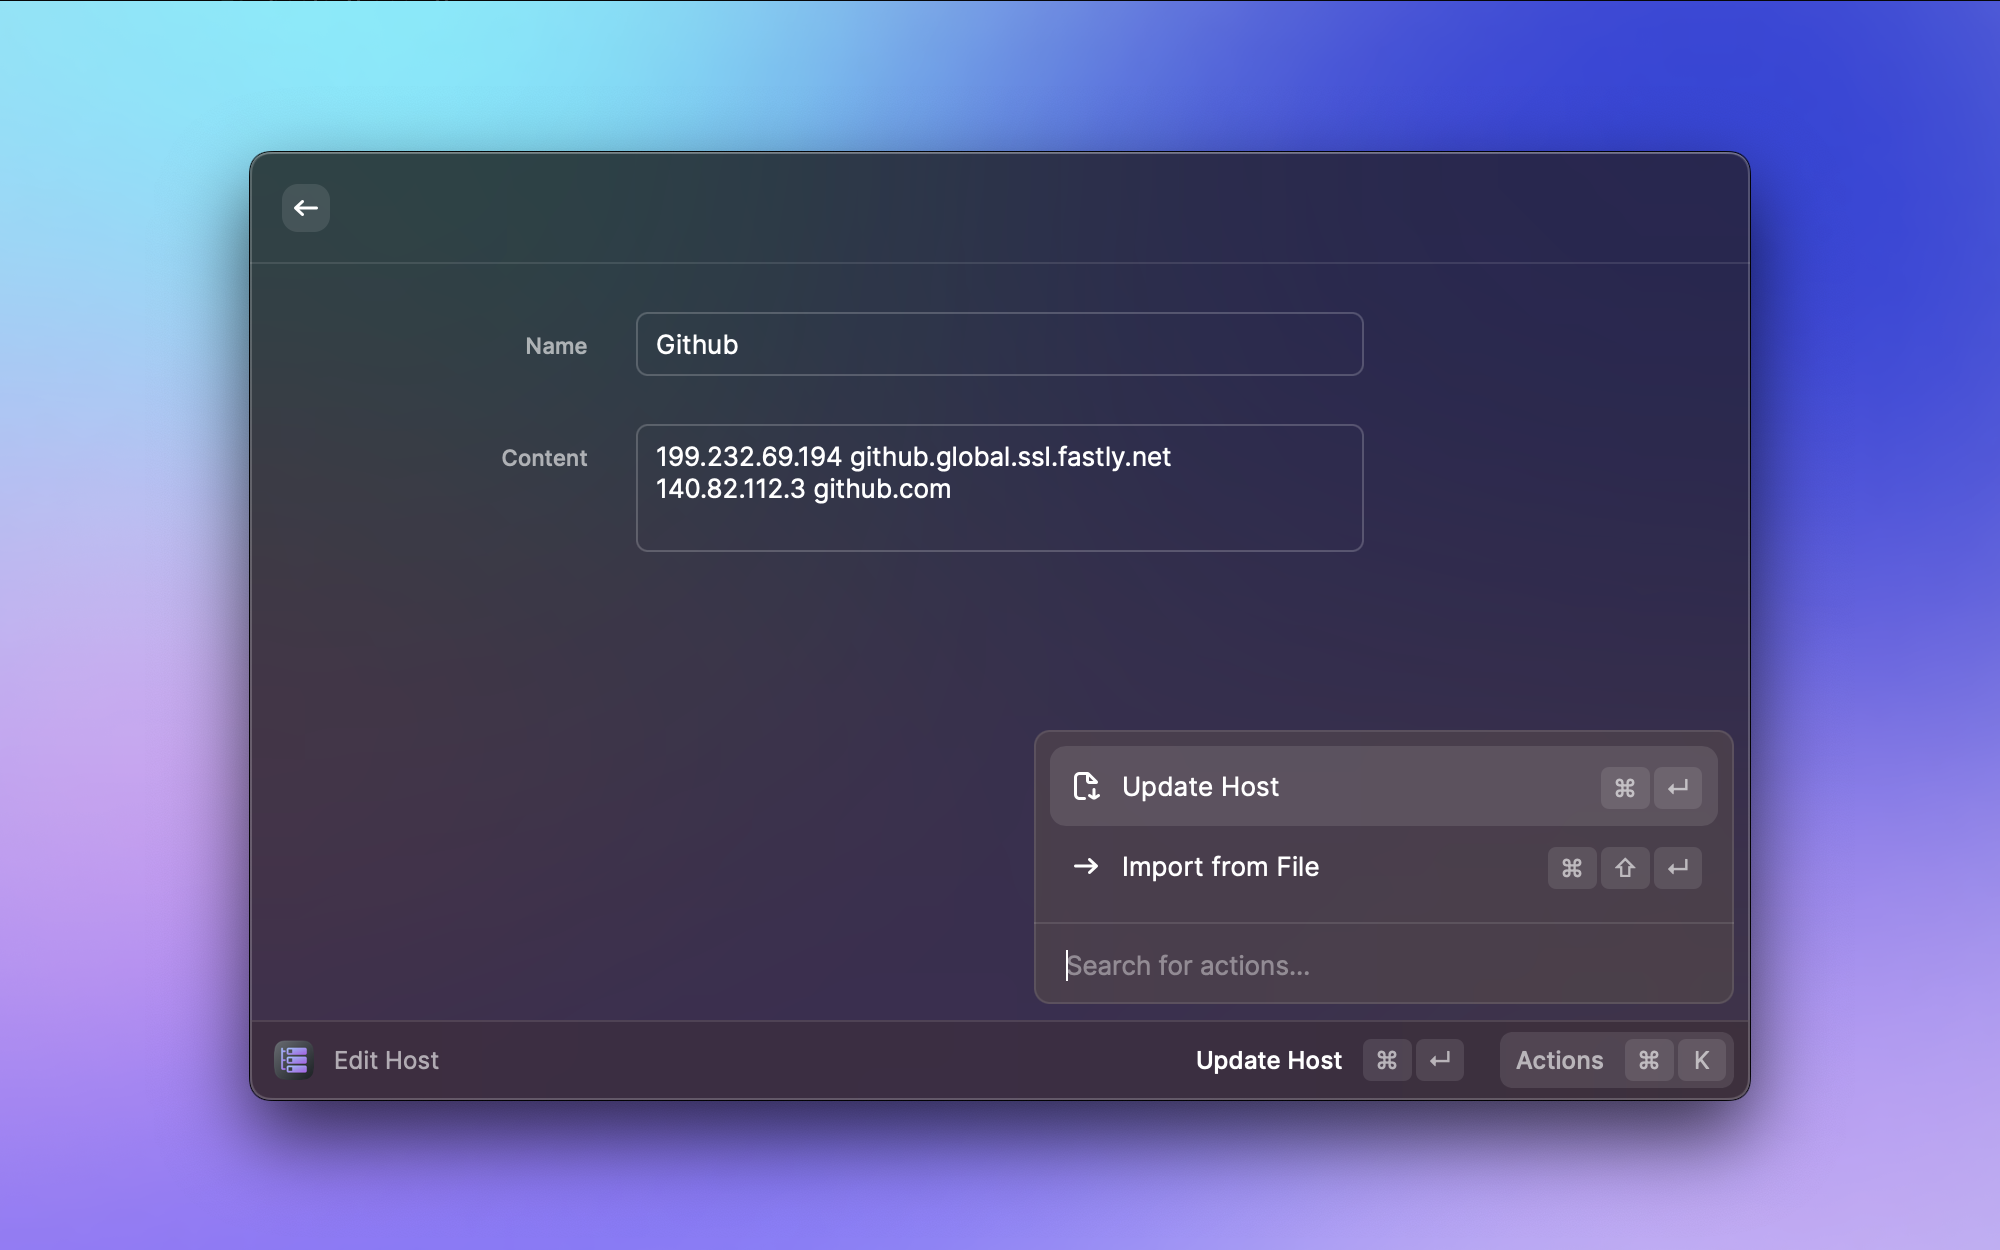 Name
Github
Content
199.232.69.194 github.global.ssl.fastly.net
140.82.112.3 github.com
Update Host ⌘ ↵
Import from File ⌘ ⇧ ↵
Search for actions...
Edit Host
Update Host ⌘ ↵
Actions ⌘ K